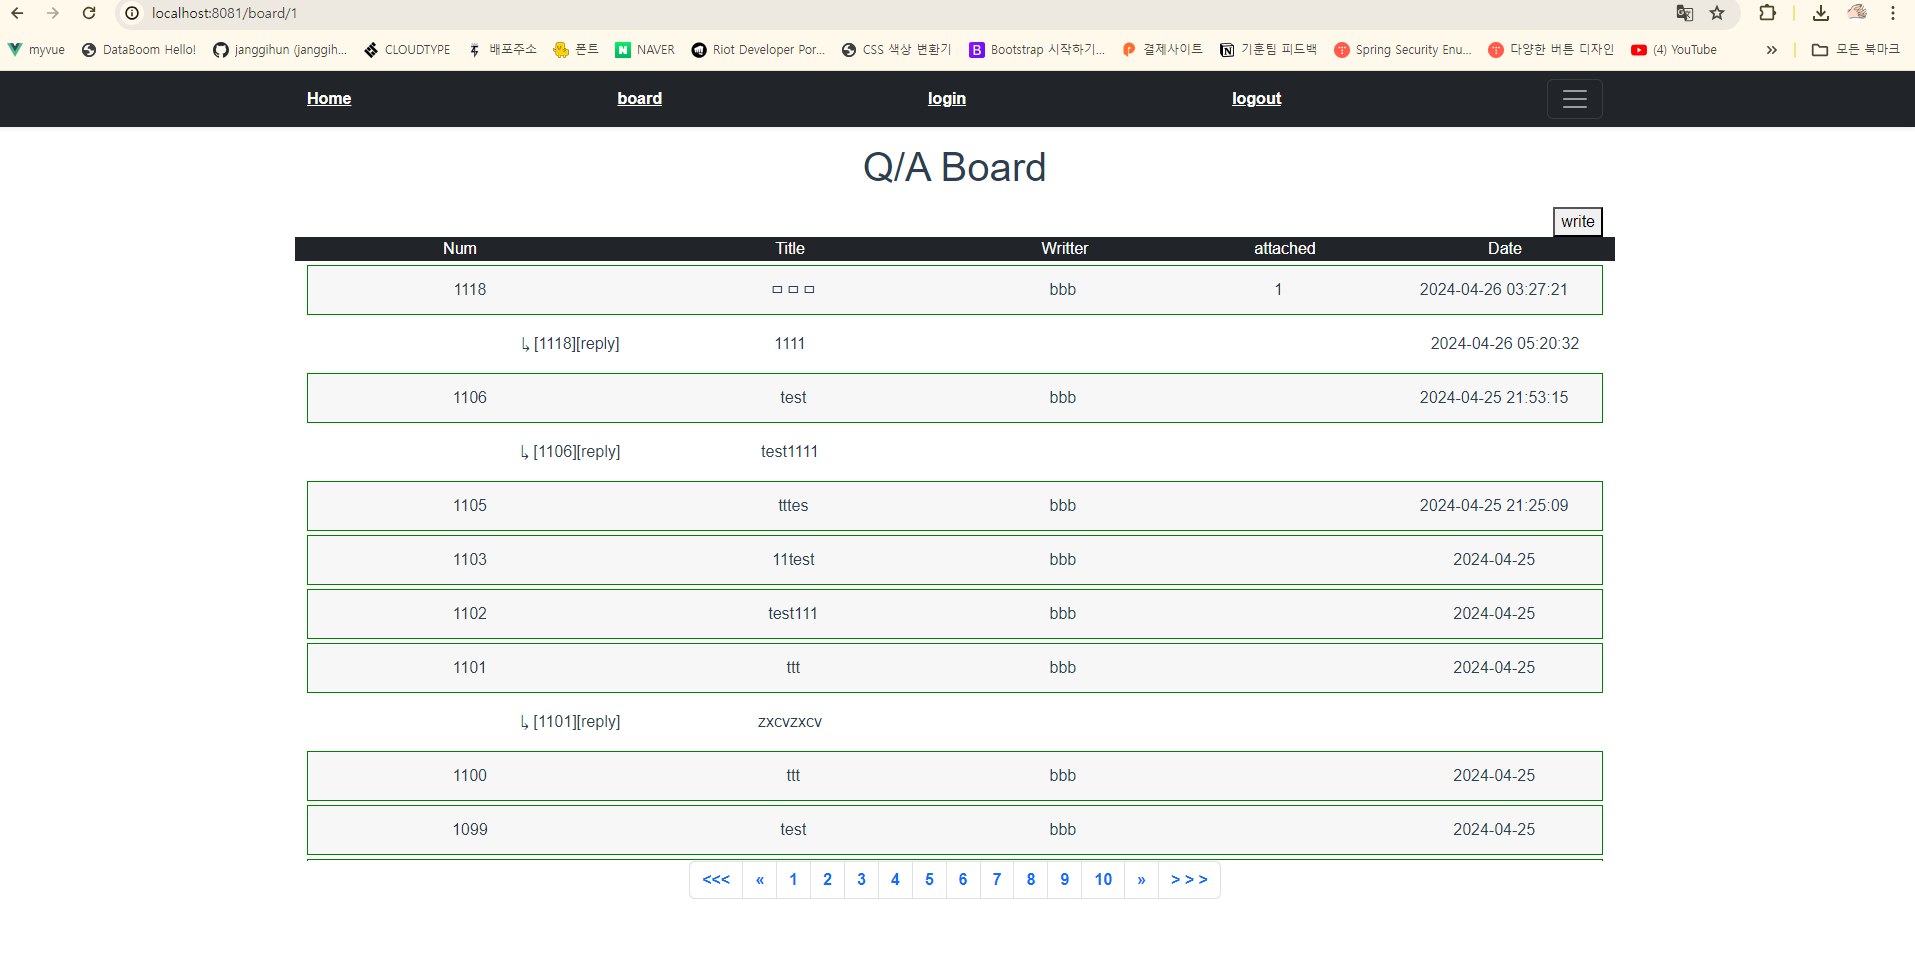 localhost:8081/board/1
myvue DataBoom Hello! janggihun (janggih... CLOUDTYPE 배포주소 폰트 NAVER Riot Developer Por... CSS 색상 변환기 Bootstrap 시작하기... 결제사이트 기훈팀 피드백 Spring Security Enu... 다양한 버튼 디자인 (4) YouTube » 모든 북마크
Home board login logout
Q/A Board
write
Num Title Writter attached Date
1118 ㅁㅁㅁ bbb 1 2024-04-26 03:27:21
↳ [1118][reply] 1111 2024-04-26 05:20:32
1106 test bbb 2024-04-25 21:53:15
↳ [1106][reply] test1111
1105 tttes bbb 2024-04-25 21:25:09
1103 11test bbb 2024-04-25
1102 test111 bbb 2024-04-25
1101 ttt bbb 2024-04-25
↳ [1101][reply] zxcvzxcv
1100 ttt bbb 2024-04-25
1099 test bbb 2024-04-25
<<< « 1 2 3 4 5 6 7 8 9 10 » > > >